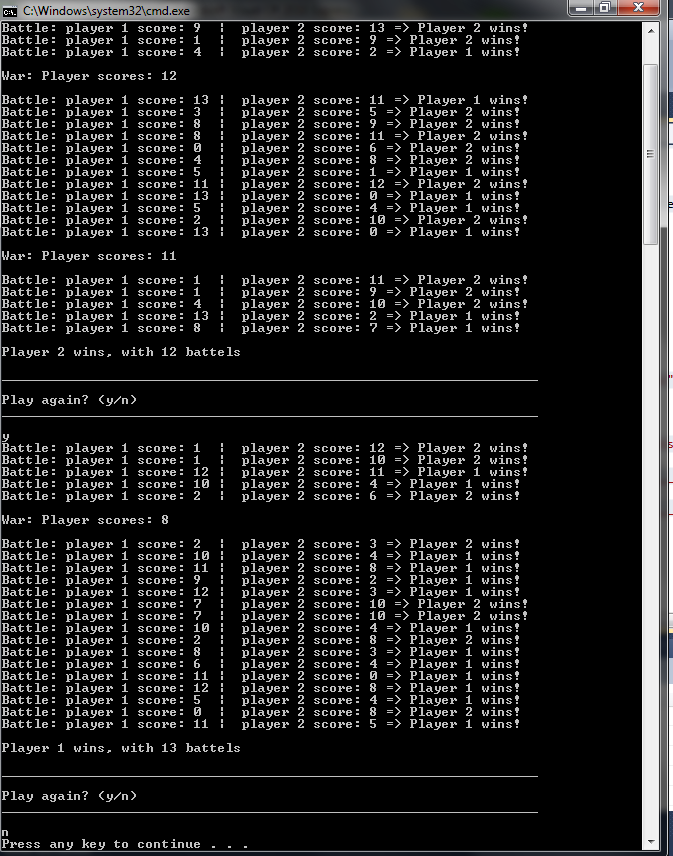 C:\Windows\system32\cmd.exe
Battle: player 1 score: 9 ¦ player 2 score: 13 => Player 2 wins!
Battle: player 1 score: 1 ¦ player 2 score: 9 => Player 2 wins!
Battle: player 1 score: 4 ¦ player 2 score: 2 => Player 1 wins!
War: Player scores: 12
Battle: player 1 score: 13 ¦ player 2 score: 11 => Player 1 wins!
Battle: player 1 score: 3 ¦ player 2 score: 5 => Player 2 wins!
Battle: player 1 score: 8 ¦ player 2 score: 9 => Player 2 wins!
Battle: player 1 score: 8 ¦ player 2 score: 11 => Player 2 wins!
Battle: player 1 score: 0 ¦ player 2 score: 6 => Player 2 wins!
Battle: player 1 score: 4 ¦ player 2 score: 8 => Player 2 wins!
Battle: player 1 score: 5 ¦ player 2 score: 1 => Player 1 wins!
Battle: player 1 score: 11 ¦ player 2 score: 12 => Player 2 wins!
Battle: player 1 score: 13 ¦ player 2 score: 0 => Player 1 wins!
Battle: player 1 score: 5 ¦ player 2 score: 4 => Player 1 wins!
Battle: player 1 score: 2 ¦ player 2 score: 10 => Player 2 wins!
Battle: player 1 score: 13 ¦ player 2 score: 0 => Player 1 wins!
War: Player scores: 11
Battle: player 1 score: 1 ¦ player 2 score: 11 => Player 2 wins!
Battle: player 1 score: 1 ¦ player 2 score: 9 => Player 2 wins!
Battle: player 1 score: 4 ¦ player 2 score: 10 => Player 2 wins!
Battle: player 1 score: 13 ¦ player 2 score: 2 => Player 1 wins!
Battle: player 1 score: 8 ¦ player 2 score: 7 => Player 1 wins!
Player 2 wins, with 12 battels
Play again? (y/n)
y
Battle: player 1 score: 1 ¦ player 2 score: 12 => Player 2 wins!
Battle: player 1 score: 1 ¦ player 2 score: 10 => Player 2 wins!
Battle: player 1 score: 12 ¦ player 2 score: 11 => Player 1 wins!
Battle: player 1 score: 10 ¦ player 2 score: 4 => Player 1 wins!
Battle: player 1 score: 2 ¦ player 2 score: 6 => Player 2 wins!
War: Player scores: 8
Battle: player 1 score: 2 ¦ player 2 score: 3 => Player 2 wins!
Battle: player 1 score: 10 ¦ player 2 score: 4 => Player 1 wins!
Battle: player 1 score: 11 ¦ player 2 score: 8 => Player 1 wins!
Battle: player 1 score: 9 ¦ player 2 score: 2 => Player 1 wins!
Battle: player 1 score: 12 ¦ player 2 score: 3 => Player 1 wins!
Battle: player 1 score: 7 ¦ player 2 score: 10 => Player 2 wins!
Battle: player 1 score: 7 ¦ player 2 score: 10 => Player 2 wins!
Battle: player 1 score: 10 ¦ player 2 score: 4 => Player 1 wins!
Battle: player 1 score: 2 ¦ player 2 score: 8 => Player 2 wins!
Battle: player 1 score: 8 ¦ player 2 score: 3 => Player 1 wins!
Battle: player 1 score: 6 ¦ player 2 score: 4 => Player 1 wins!
Battle: player 1 score: 11 ¦ player 2 score: 0 => Player 1 wins!
Battle: player 1 score: 12 ¦ player 2 score: 8 => Player 1 wins!
Battle: player 1 score: 5 ¦ player 2 score: 4 => Player 1 wins!
Battle: player 1 score: 0 ¦ player 2 score: 8 => Player 2 wins!
Battle: player 1 score: 11 ¦ player 2 score: 5 => Player 1 wins!
Player 1 wins, with 13 battels
Play again? (y/n)
n
Press any key to continue . . .